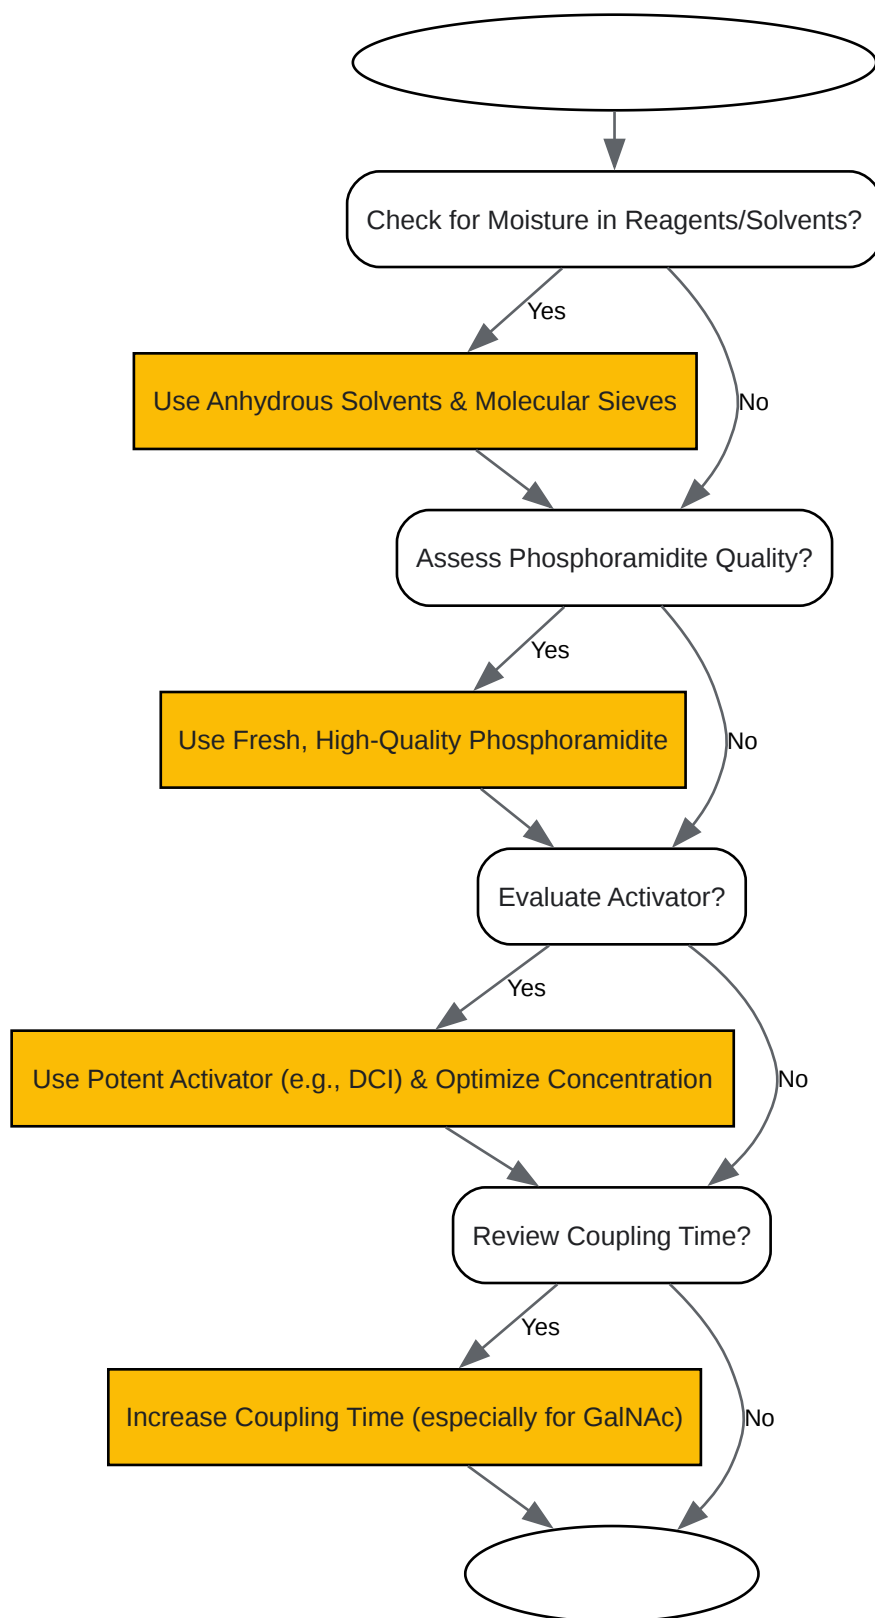 Check for Moisture in Reagents/Solvents?
Yes
Use Anhydrous Solvents & Molecular Sieves
No
Assess Phosphoramidite Quality?
Yes
Use Fresh, High-Quality Phosphoramidite
No
Evaluate Activator?
Yes
Use Potent Activator (e.g., DCI) & Optimize Concentration
No
Review Coupling Time?
Yes
Increase Coupling Time (especially for GalNAc)
No